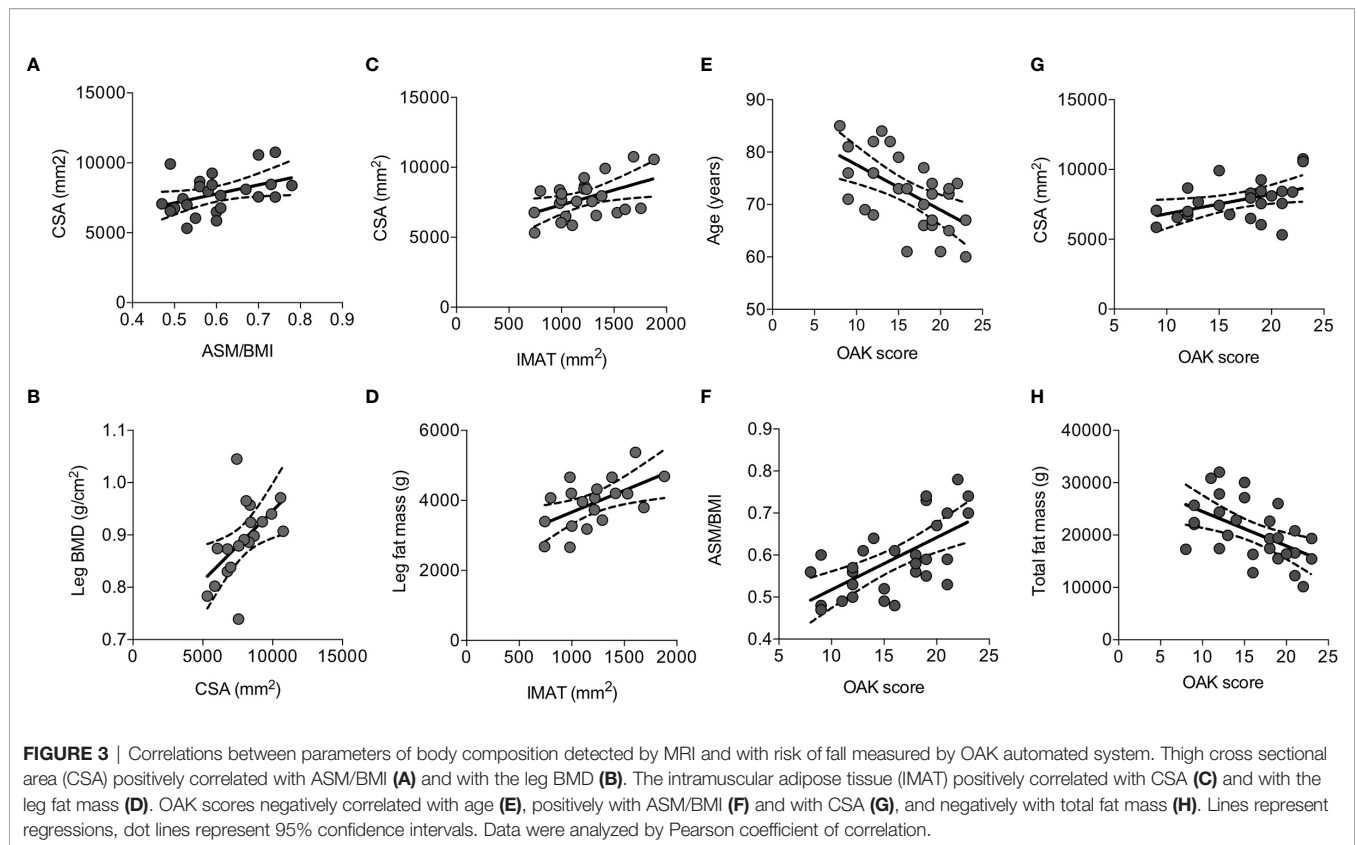 A
CSA (mm2)
15000
10000
5000
0
0.4 0.5 0.6 0.7 0.8 0.9
ASM/BMI
C
CSA (mm²)
15000
10000
5000
0
0 500 1000 1500 2000
IMAT (mm²)
E
Age (years)
90
80
70
60
50
0 5 10 15 20 25
OAK score
G
CSA (mm²)
15000
10000
5000
0
0 5 10 15 20 25
OAK score
B
Leg BMD (g/cm²)
1.1
1.0
0.9
0.8
0.7
0 5000 10000 15000
CSA (mm²)
D
Leg fat mass (g)
6000
4000
2000
0
0 500 1000 1500 2000
IMAT (mm²)
F
ASM/BMI
0.9
0.8
0.7
0.6
0.5
0.4
0 5 10 15 20 25
OAK score
H
Total fat mass (g)
40000
30000
20000
10000
0
0 5 10 15 20 25
OAK score
FIGURE 3 | Correlations between parameters of body composition detected by MRI and with risk of fall measured by OAK automated system. Thigh cross sectional
area (CSA) positively correlated with ASM/BMI (A) and with the leg BMD (B). The intramuscular adipose tissue (IMAT) positively correlated with CSA (C) and with the
leg fat mass (D). OAK scores negatively correlated with age (E), positively with ASM/BMI (F) and with CSA (G), and negatively with total fat mass (H). Lines represent
regressions, dot lines represent 95% confidence intervals. Data were analyzed by Pearson coefficient of correlation.